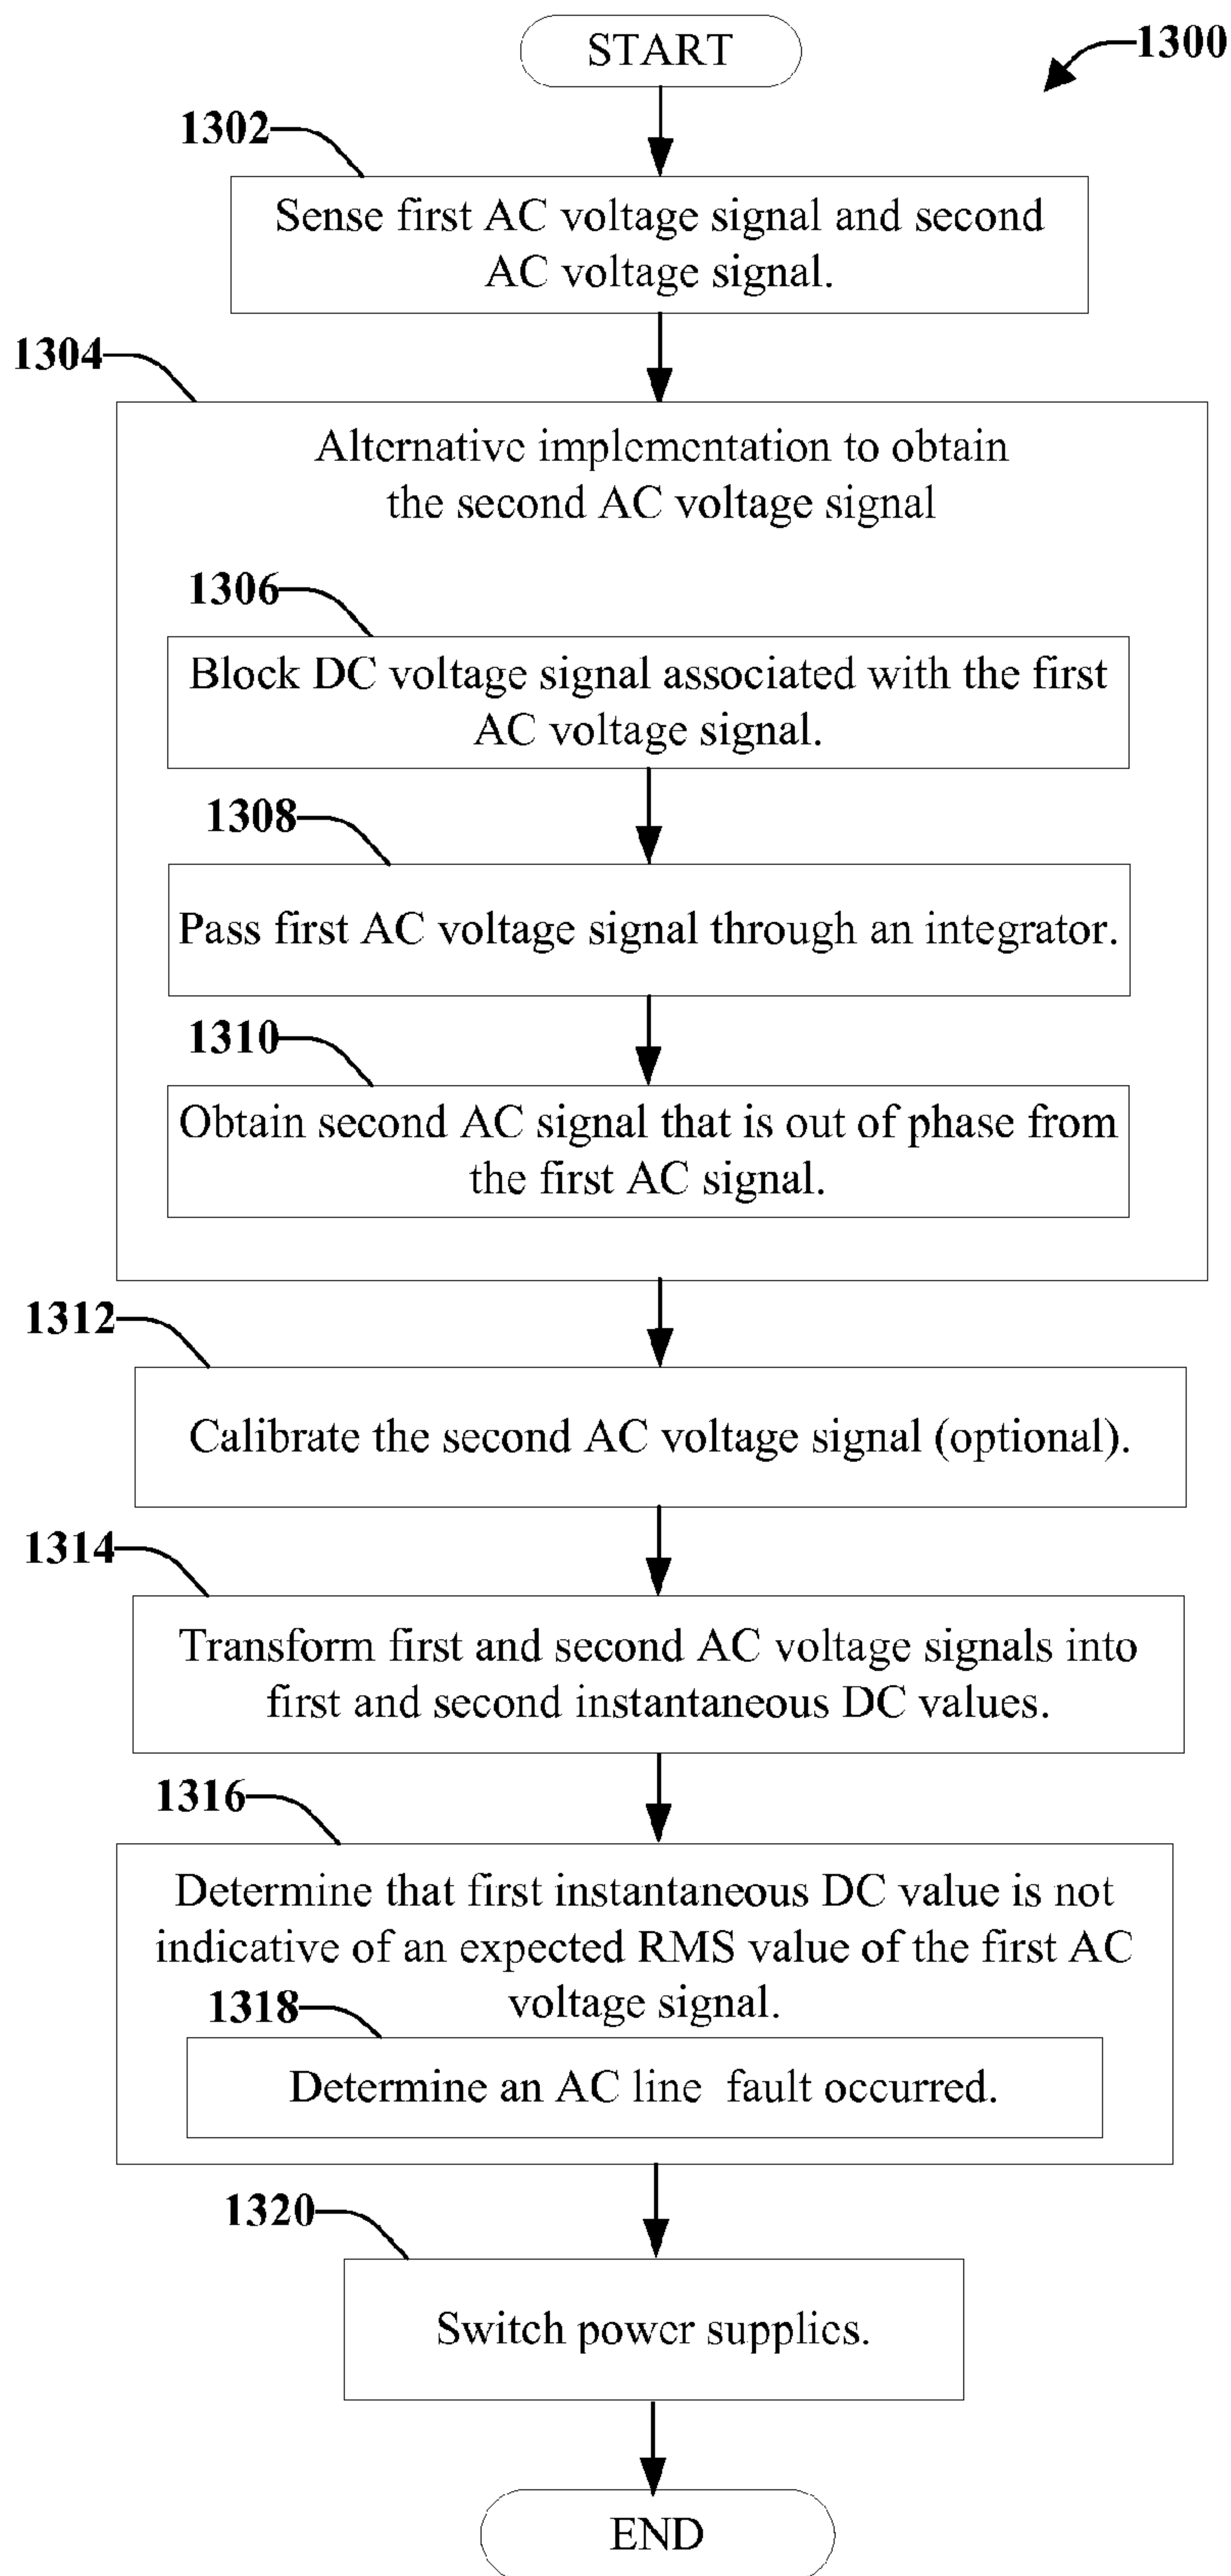 START
1300
1302
Sense first AC voltage signal and second
AC voltage signal.
1304
Alternative implementation to obtain
the second AC voltage signal
1306
Block DC voltage signal associated with the first
AC voltage signal.
1308
Pass first AC voltage signal through an integrator.
1310
Obtain second AC signal that is out of phase from
the first AC signal.
1312
Calibrate the second AC voltage signal (optional).
1314
Transform first and second AC voltage signals into
first and second instantaneous DC values.
1316
Determine that first instantaneous DC value is not
indicative of an expected RMS value of the first AC
voltage signal.
1318
Determine an AC line fault occurred.
1320
Switch power supplies.
END